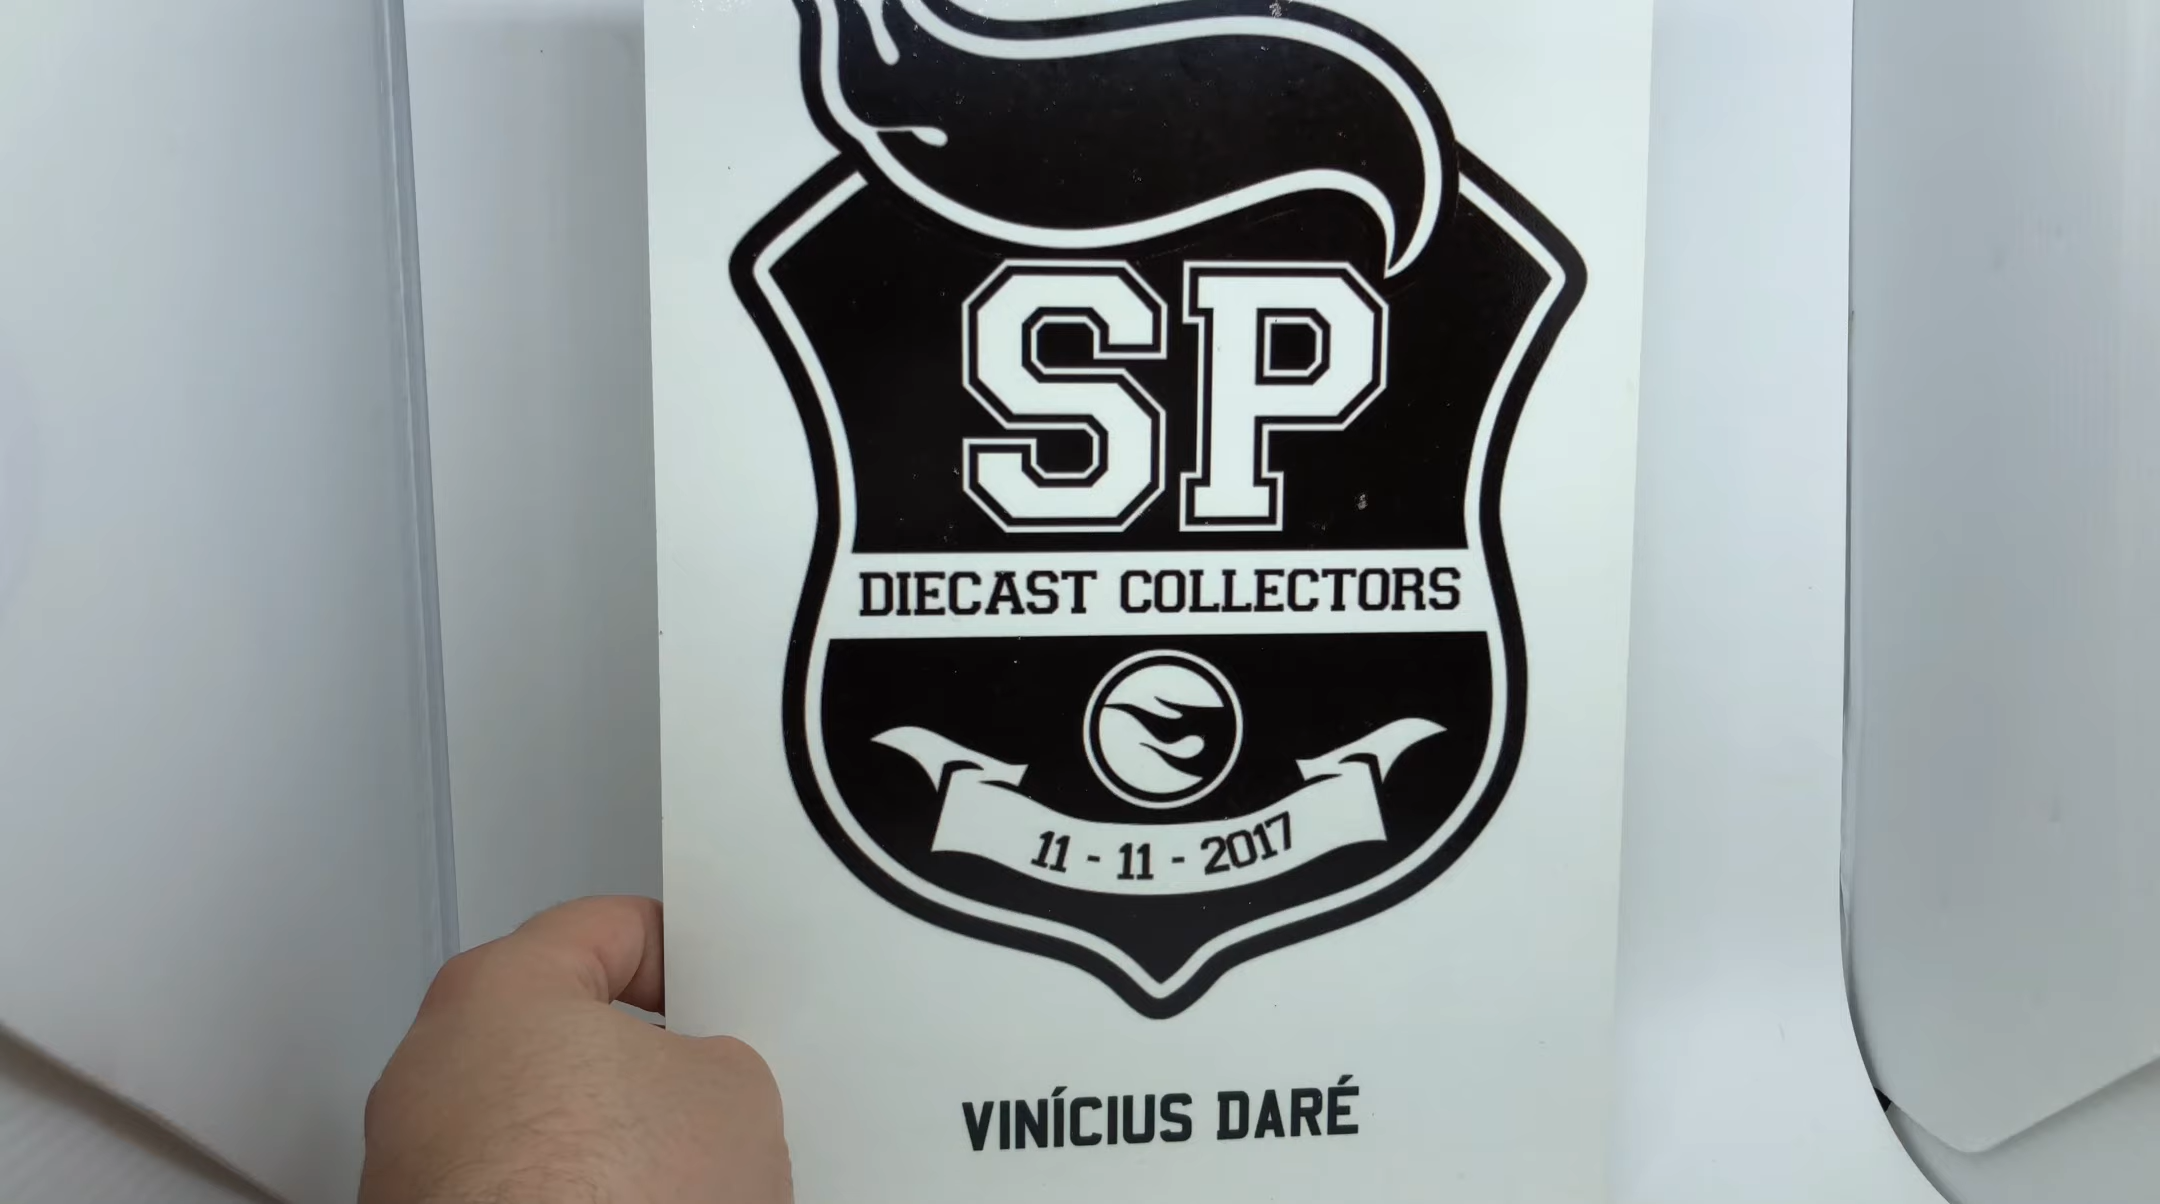 SP
DIECAST COLLECTORS
11 - 11 - 2017
VINÍCIUS DARÉ